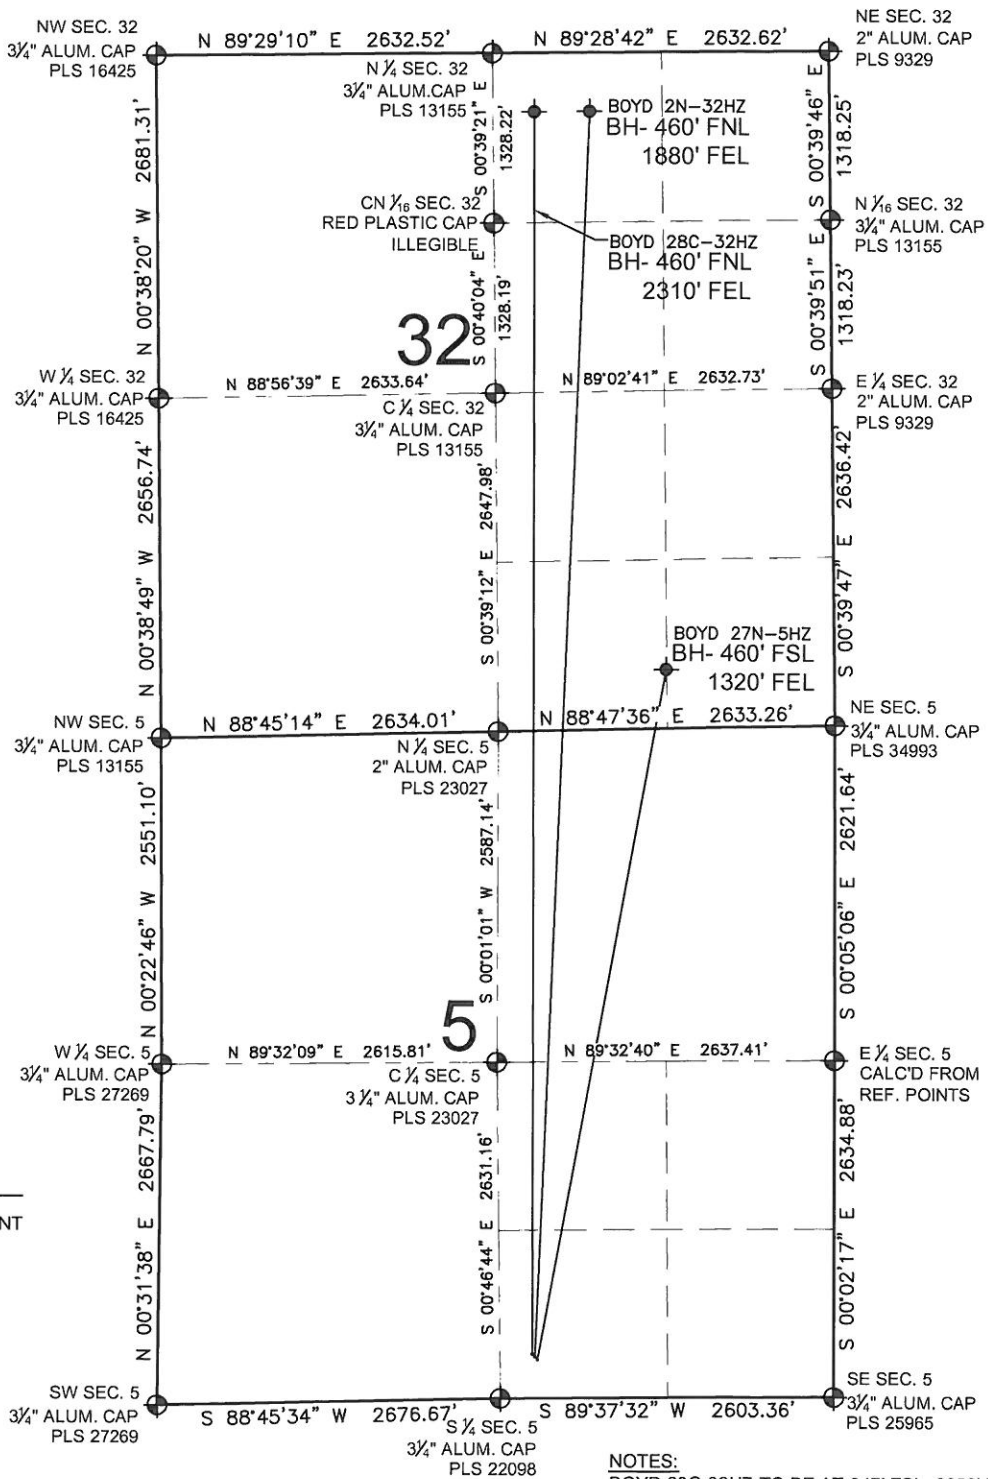 NW SEC. 32
3¼" ALUM. CAP
PLS 16425
N 89°29'10" E 2632.52'
N 89°28'42" E 2632.62'
NE SEC. 32
2" ALUM. CAP
PLS 9329
N ¼ SEC. 32
3¼" ALUM.CAP
PLS 13155
N 00°38'20" W 2681.31'
S 00°39'21" E
1328.22'
BOYD 2N-32HZ
BH- 460' FNL
1880' FEL
S 00°39'46" E
1318.25'
CN 1/16 SEC. 32
RED PLASTIC CAP
ILLEGIBLE
N 1/16 SEC. 32
3¼" ALUM. CAP
PLS 13155
BOYD 28C-32HZ
BH- 460' FNL
2310' FEL
S 00°40'04" E
1328.19'
S 00°39'51" E
1318.23'
32
W ¼ SEC. 32
3¼" ALUM. CAP
PLS 16425
N 88°56'39" E 2633.64'
N 89°02'41" E 2632.73'
E ¼ SEC. 32
2" ALUM. CAP
PLS 9329
C ¼ SEC. 32
3¼" ALUM. CAP
PLS 13155
N 00°38'49" W 2656.74'
S 00°39'12" E 2647.98'
S 00°39'47" E 2636.42'
BOYD 27N-5HZ
BH- 460' FSL
1320' FEL
NW SEC. 5
3¼" ALUM. CAP
PLS 13155
N 88°45'14" E 2634.01'
N 88°47'36" E 2633.26'
NE SEC. 5
3¼" ALUM. CAP
PLS 34993
N ¼ SEC. 5
2" ALUM. CAP
PLS 23027
N 00°22'46" W 2551.10'
S 00°01'01" W 2587.14'
S 00°05'06" E 2621.64'
5
W ¼ SEC. 5
3¼" ALUM. CAP
PLS 27269
N 89°32'09" E 2615.81'
N 89°32'40" E 2637.41'
E ¼ SEC. 5
CALC'D FROM
REF. POINTS
C ¼ SEC. 5
3 ¼" ALUM. CAP
PLS 23027
NT
N 00°31'38" E 2667.79'
S 00°46'44" E 2631.16'
S 00°02'17" E 2634.88'
SW SEC. 5
3¼" ALUM. CAP
PLS 27269
S 88°45'34" W 2676.67'
S 89°37'32" W 2603.36'
SE SEC. 5
3¼" ALUM. CAP
PLS 25965
S ¼ SEC. 5
3¼" ALUM. CAP
PLS 22098
NOTES: